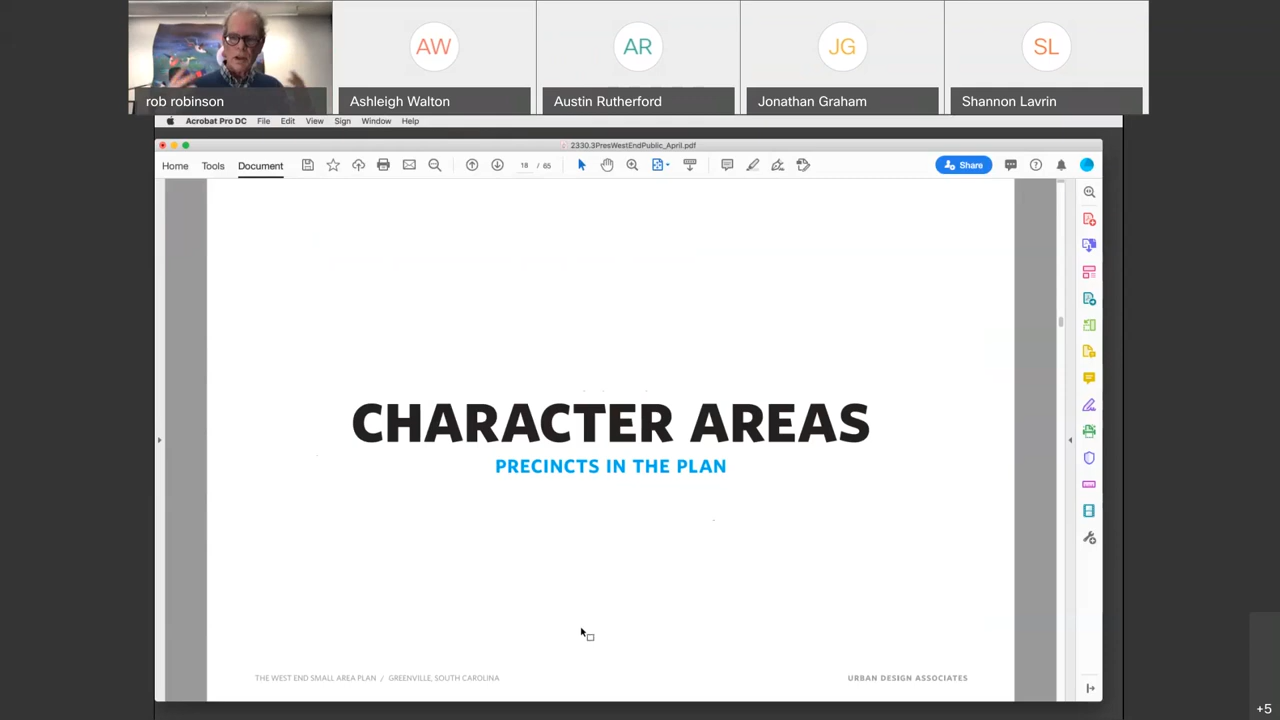 AW
AR
JG
SL
rob robinson
Ashleigh Walton
Austin Rutherford
Jonathan Graham
Shannon Lavrin
Acrobat Pro DC File Edit View Sign Window Help
2330.3PresWestEndPublic_April.pdf
Home Tools Document 18 / 65 Share
CHARACTER AREAS
PRECINCTS IN THE PLAN
THE WEST END SMALL AREA PLAN / GREENVILLE, SOUTH CAROLINA
URBAN DESIGN ASSOCIATES
+5